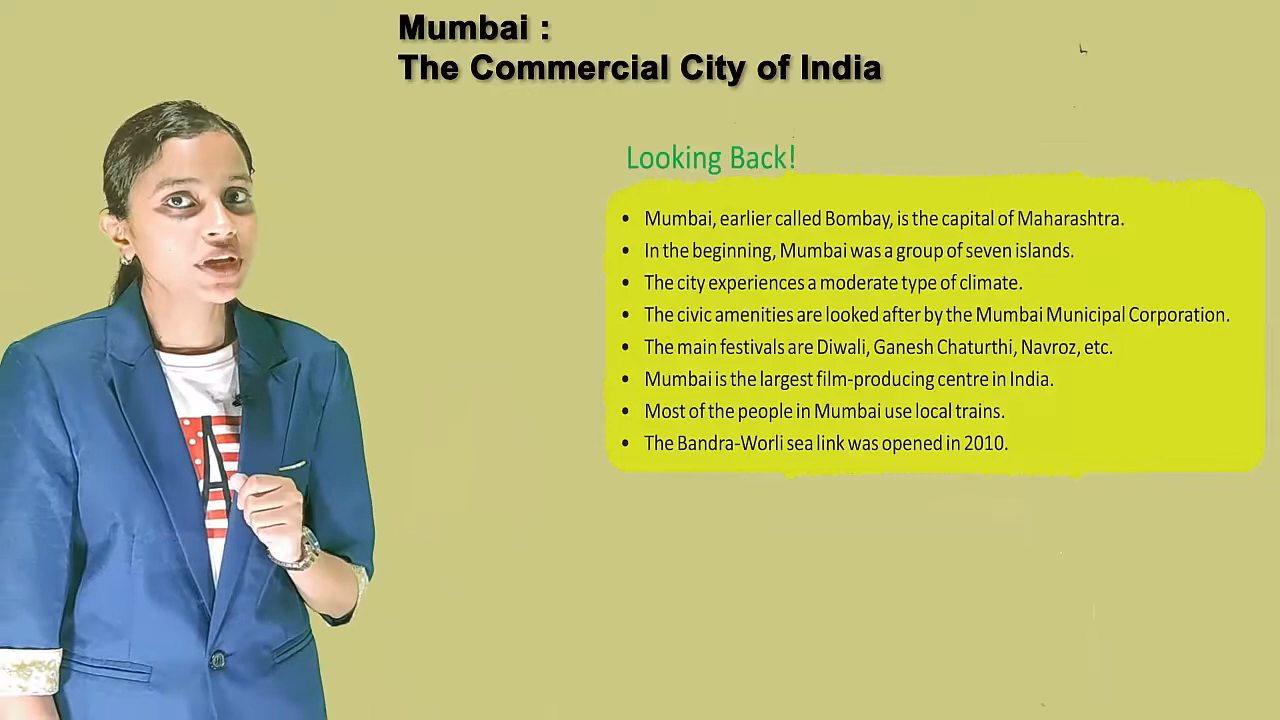 Mumbai :
The Commercial City of India
Looking Back!
• Mumbai, earlier called Bombay, is the capital of Maharashtra.
• In the beginning, Mumbai was a group of seven islands.
• The city experiences a moderate type of climate.
• The civic amenities are looked after by the Mumbai Municipal Corporation.
• The main festivals are Diwali, Ganesh Chaturthi, Navroz, etc.
• Mumbai is the largest film-producing centre in India.
• Most of the people in Mumbai use local trains.
• The Bandra-Worli sea link was opened in 2010.
A